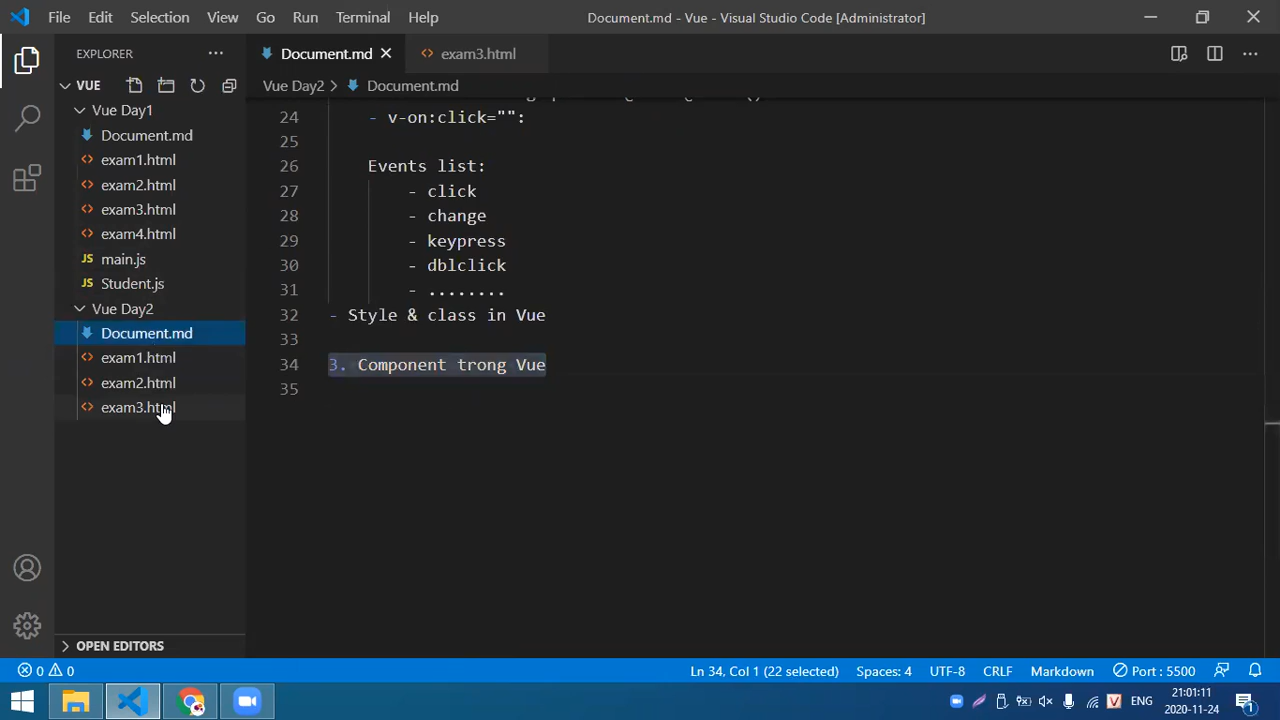 File Edit Selection View Go Run Terminal Help
Document.md - Vue - Visual Studio Code [Administrator]
EXPLORER
VUE
Vue Day1
Document.md
exam1.html
exam2.html
exam3.html
exam4.html
JS main.js
JS Student.js
Vue Day2
Document.md
exam1.html
exam2.html
exam3.html
OPEN EDITORS
Document.md
exam3.html
Vue Day2 > Document.md
24 - v-on:click="":
25
26 Events list:
27 - click
28 - change
29 - keypress
30 - dblclick
31 - ........
32 - Style & class in Vue
33
34 3. Component trong Vue
35
0 0
Ln 34, Col 1 (22 selected) Spaces: 4 UTF-8 CRLF Markdown Port : 5500
ENG
21:01:11
2020-11-24
1